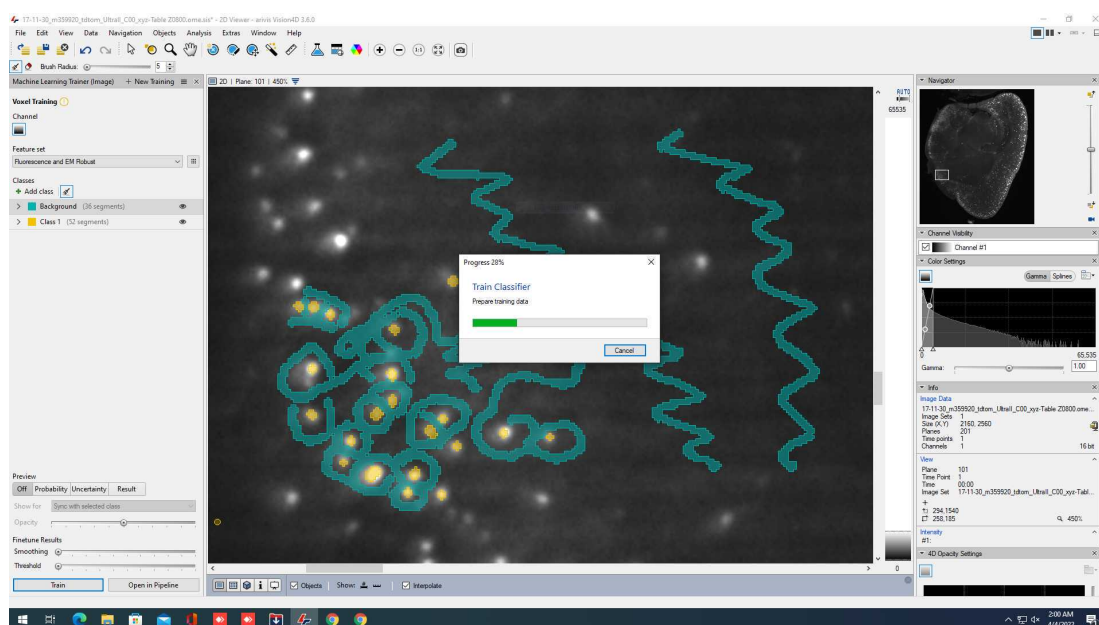 17-11-30_m359920_tdtom_UltraII_C00_xyz-Table Z0800.ome.sis* - 2D Viewer - arivis Vision4D 3.6.0
File Edit View Data Navigation Objects Analysis Extras Window Help
Brush Radius: 5
Machine Learning Trainer (Image) + New Training
2D | Plane: 101 | 450%
Voxel Training
Channel
Feature set
Fluorescence and EM Robust
Classes
+ Add class
Background (36 segments)
Class 1 (52 segments)
Preview
Off Probability Uncertainty Result
Show for Sync with selected class
Opacity
Finetune Results
Smoothing
Threshold
Train Open in Pipeline
Progress 28%
Train Classifier
Prepare training data
Cancel
AUTO
65535
0
Objects Show: Interpolate
Navigator
Channel Visibility
Channel #1
Color Settings
Gamma Splines
0 65,535
Gamma: 1.00
Info
Image Data
17-11-30_m359920_tdtom_UltraII_C00_xyz-Table Z0800.ome...
Image Sets 1
Size (X,Y) 2160, 2560
Planes 201
Time points 1
Channels 1 16 bit
View
Plane 101
Time Point 1
Time 00:00
Image Set 17-11-30_m359920_tdtom_UltraII_C00_xyz-Tabl...
294,1540
258,185 450%
Intensity
#1:
4D Opacity Settings
2:00 AM
4/4/2022